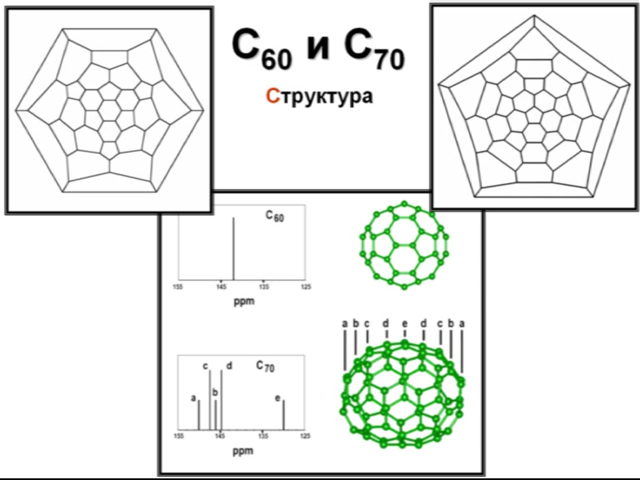 C60 и C70
Структура
C60
155 145 135 125
ppm
a b c d e d c b a
c d C70
b
a e
155 145 135 125
ppm